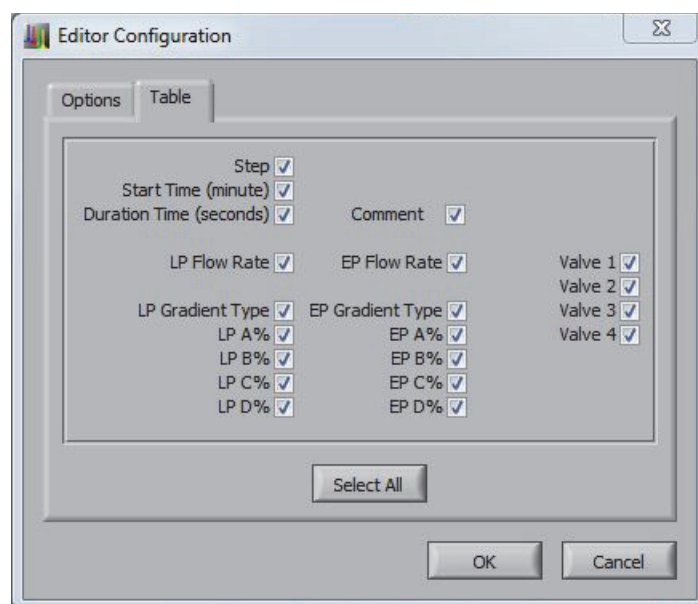 Editor Configuration
Options Table
Step
Start Time (minute)
Duration Time (seconds) Comment
LP Flow Rate EP Flow Rate Valve 1
Valve 2
LP Gradient Type EP Gradient Type Valve 3
LP A% EP A% Valve 4
LP B% EP B%
LP C% EP C%
LP D% EP D%
Select All
OK Cancel